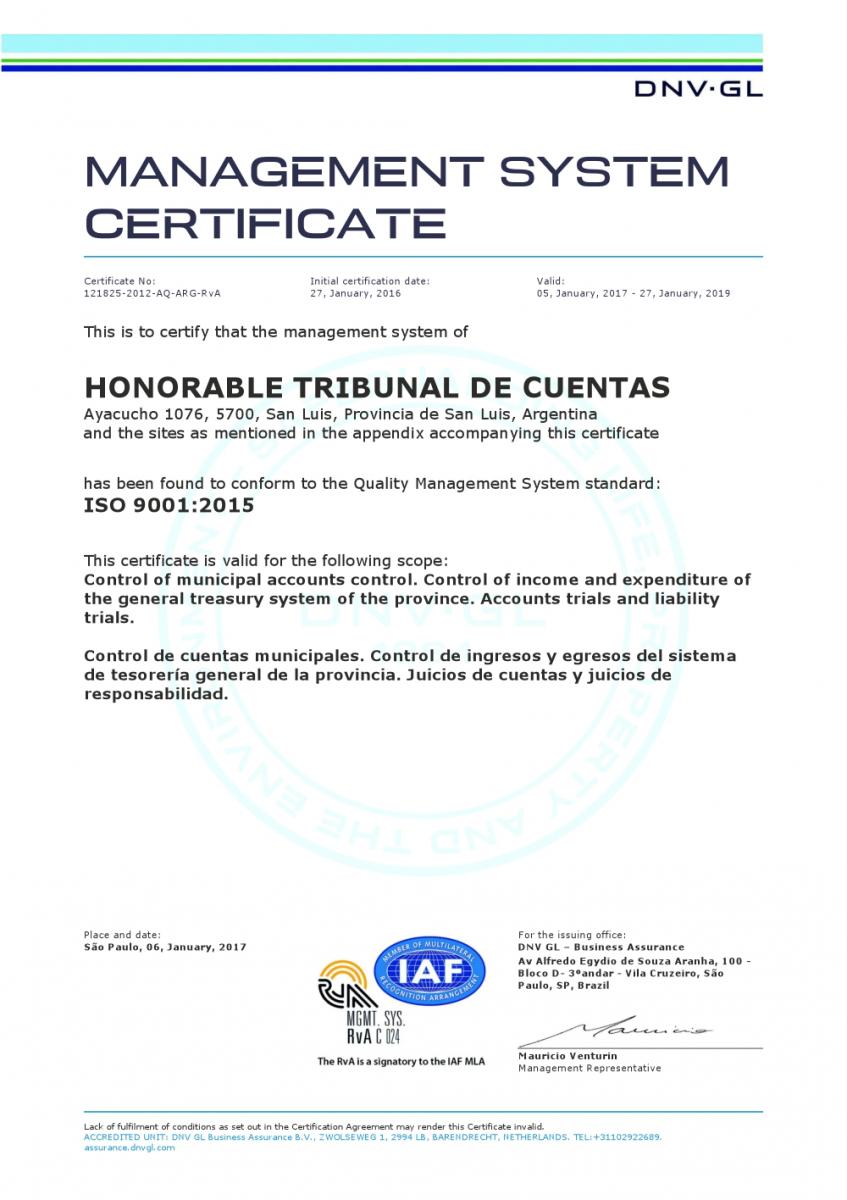 DNV·GL
MANAGEMENT SYSTEM
CERTIFICATE
Certificate No:
121825-2012-AQ-ARG-RvA
Initial certification date:
27, January, 2016
Valid:
05, January, 2017 - 27, January, 2019
This is to certify that the management system of
HONORABLE TRIBUNAL DE CUENTAS
Ayacucho 1076, 5700, San Luis, Provincia de San Luis, Argentina
and the sites as mentioned in the appendix accompanying this certificate
has been found to conform to the Quality Management System standard:
ISO 9001:2015
This certificate is valid for the following scope:
Control of municipal accounts control. Control of income and expenditure of
the general treasury system of the province. Accounts trials and liability
trials.
Control de cuentas municipales. Control de ingresos y egresos del sistema
de tesorería general de la provincia. Juicios de cuentas y juicios de
responsabilidad.
Place and date:
São Paulo, 06, January, 2017
MEMBER OF MULTILATERAL
IAF
RECOGNITION ARRANGEMENT
MGMT. SYS.
RvA C 024
The RvA is a signatory to the IAF MLA
For the issuing office:
DNV GL – Business Assurance
Av Alfredo Egydio de Souza Aranha, 100 -
Bloco D- 3ºandar - Vila Cruzeiro, São
Paulo, SP, Brazil
Mauricio Venturin
Management Representative
Lack of fulfilment of conditions as set out in the Certification Agreement may render this Certificate invalid.
ACCREDITED UNIT: DNV GL Business Assurance B.V., ZWOLSEWEG 1, 2994 LB, BARENDRECHT, NETHERLANDS. TEL:+31102922689.
assurance.dnvgl.com